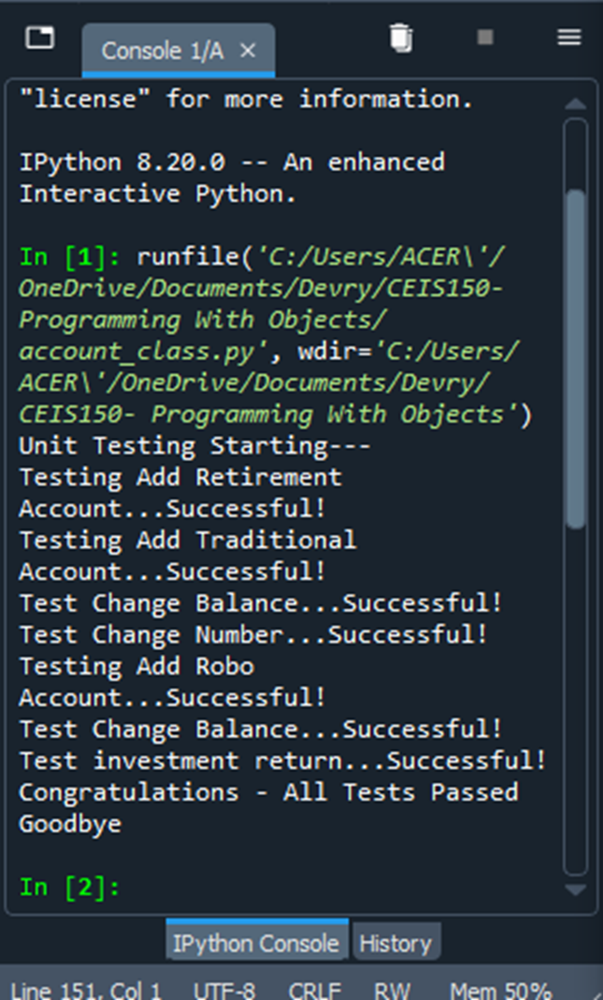 Console 1/A ×
"license" for more information.
IPython 8.20.0 -- An enhanced
Interactive Python.
In [1]: runfile('C:/Users/ACER\'/
OneDrive/Documents/Devry/CEIS150-
Programming With Objects/
account_class.py', wdir='C:/Users/
ACER\'/OneDrive/Documents/Devry/
CEIS150- Programming With Objects')
Unit Testing Starting---
Testing Add Retirement
Account...Successful!
Testing Add Traditional
Account...Successful!
Test Change Balance...Successful!
Test Change Number...Successful!
Testing Add Robo
Account...Successful!
Test Change Balance...Successful!
Test investment return...Successful!
Congratulations - All Tests Passed
Goodbye
In [2]:
IPython Console History
Line 151, Col 1 UTF-8 CRLF RW Mem 50%